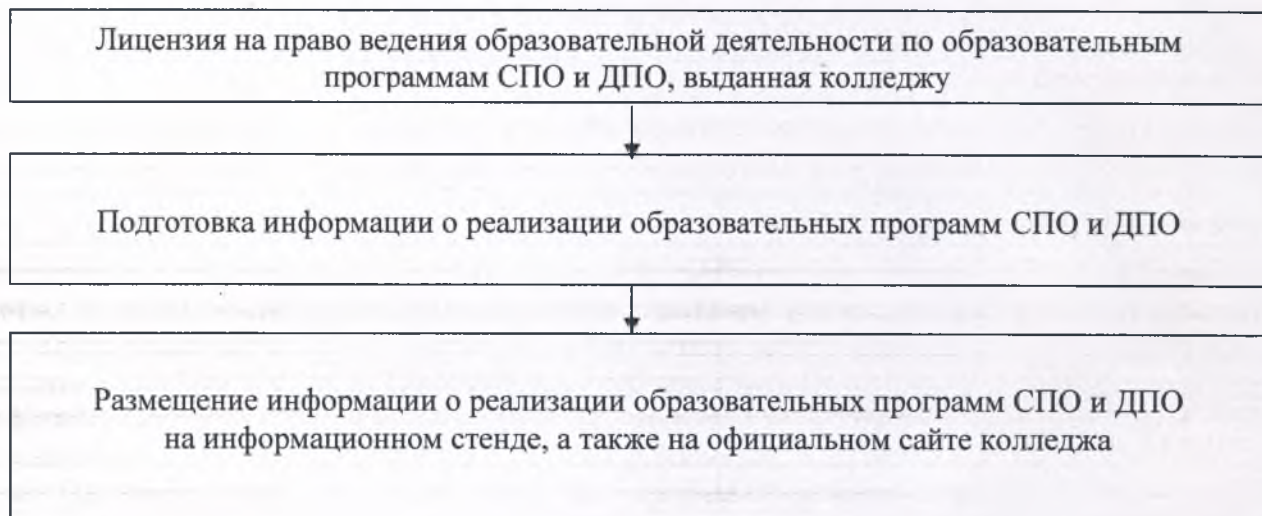 Лицензия на право ведения образовательной деятельности по образовательным
программам СПО и ДПО, выданная колледжу
Подготовка информации о реализации образовательных программ СПО и ДПО
Размещение информации о реализации образовательных программ СПО и ДПО
на информационном стенде, а также на официальном сайте колледжа